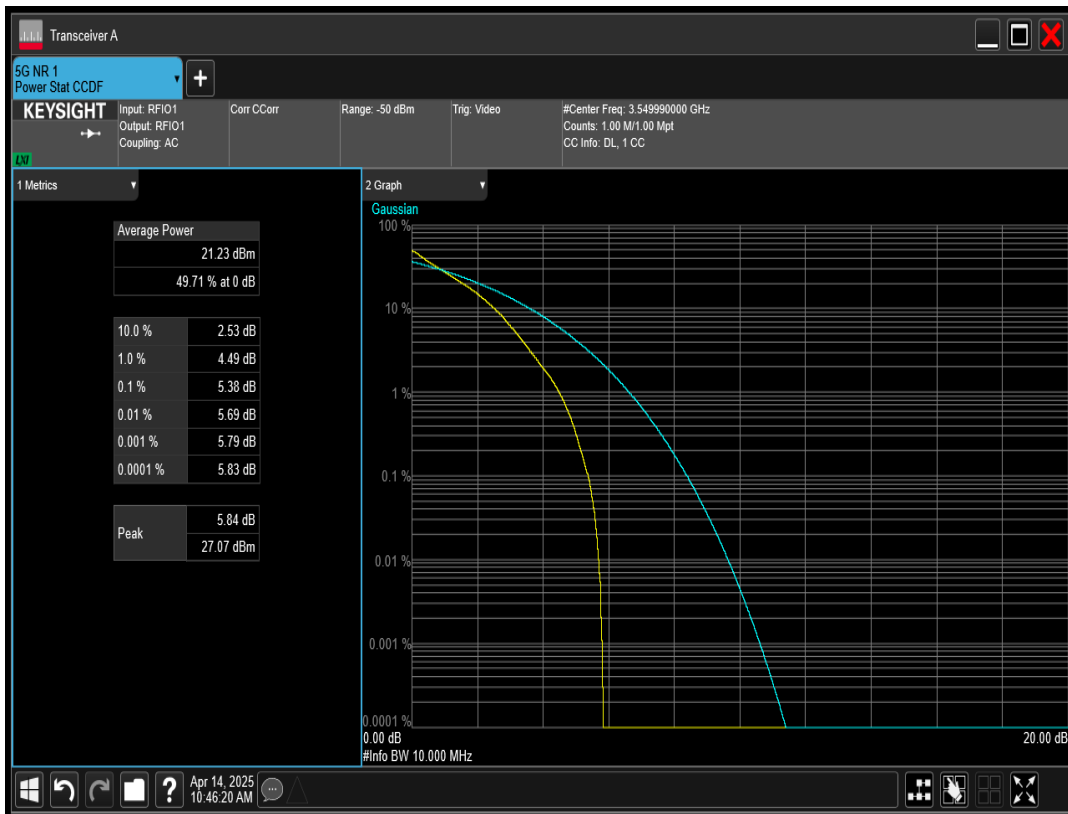 Transceiver A
5G NR 1
Power Stat CCDF
+
KEYSIGHT
LXI
Input: RFIO1
Output: RFIO1
Coupling: AC
Corr CCorr
Range: -50 dBm
Trig: Video
#Center Freq: 3.549990000 GHz
Counts: 1.00 M/1.00 Mpt
CC Info: DL, 1 CC
1 Metrics
Average Power
21.23 dBm
49.71 % at 0 dB
10.0 % 2.53 dB
1.0 % 4.49 dB
0.1 % 5.38 dB
0.01 % 5.69 dB
0.001 % 5.79 dB
0.0001 % 5.83 dB
Peak 5.84 dB
27.07 dBm
2 Graph
Gaussian
100 %
10 %
1 %
0.1 %
0.01 %
0.001 %
0.0001 %
0.00 dB 20.00 dB
#Info BW 10.000 MHz
? Apr 14, 2025
10:46:20 AM